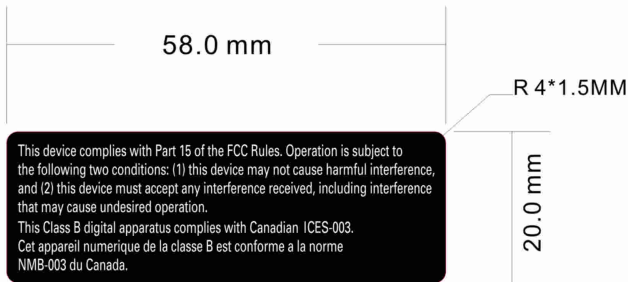 58.0 mm
R 4*1.5MM
This device complies with Part 15 of the FCC Rules. Operation is subject to
the following two conditions: (1) this device may not cause harmful interference,
and (2) this device must accept any interference received, including interference
that may cause undesired operation.
This Class B digital apparatus complies with Canadian ICES-003.
Cet appareil numerique de la classe B est conforme a la norme
NMB-003 du Canada.
20.0 mm